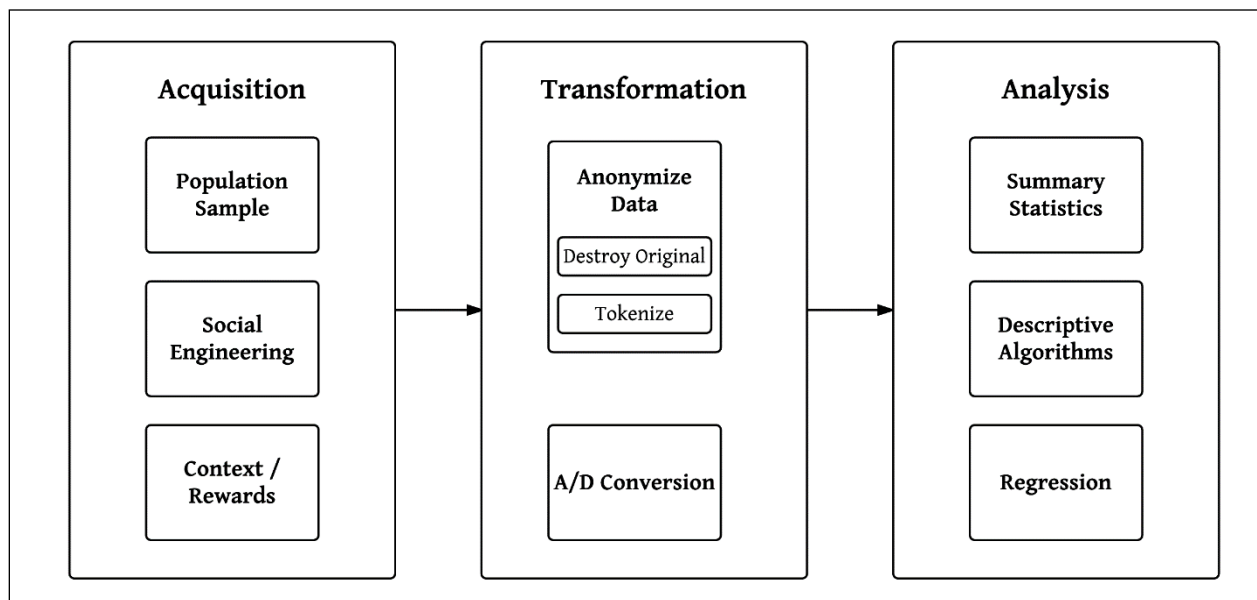 Acquisition
Population
Sample
Social
Engineering
Context /
Rewards
Transformation
Anonymize
Data
Destroy Original
Tokenize
A/D Conversion
Analysis
Summary
Statistics
Descriptive
Algorithms
Regression